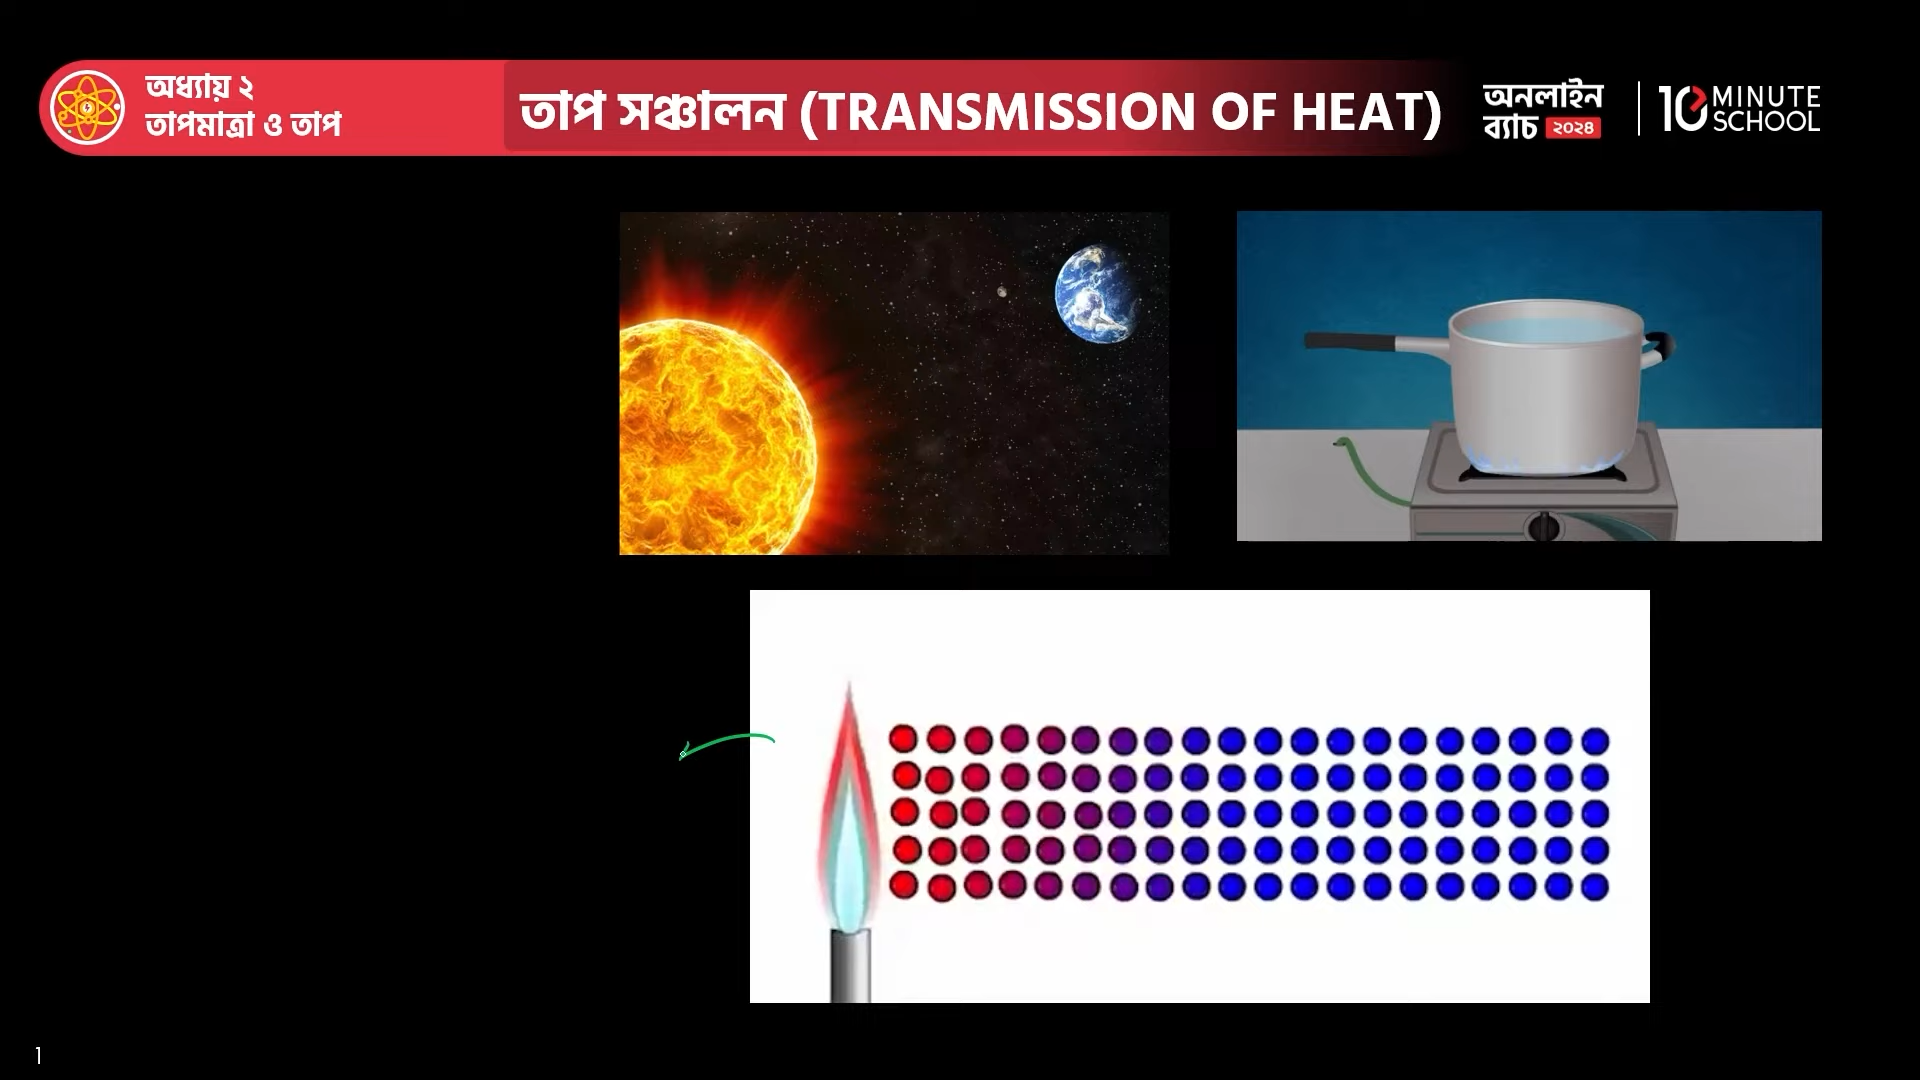 অধ্যায় ২
তাপমাত্রা ও তাপ
তাপ সঞ্চালন (TRANSMISSION OF HEAT)
অনলাইন
ব্যাচ ২০২৪
10 MINUTE
SCHOOL
1